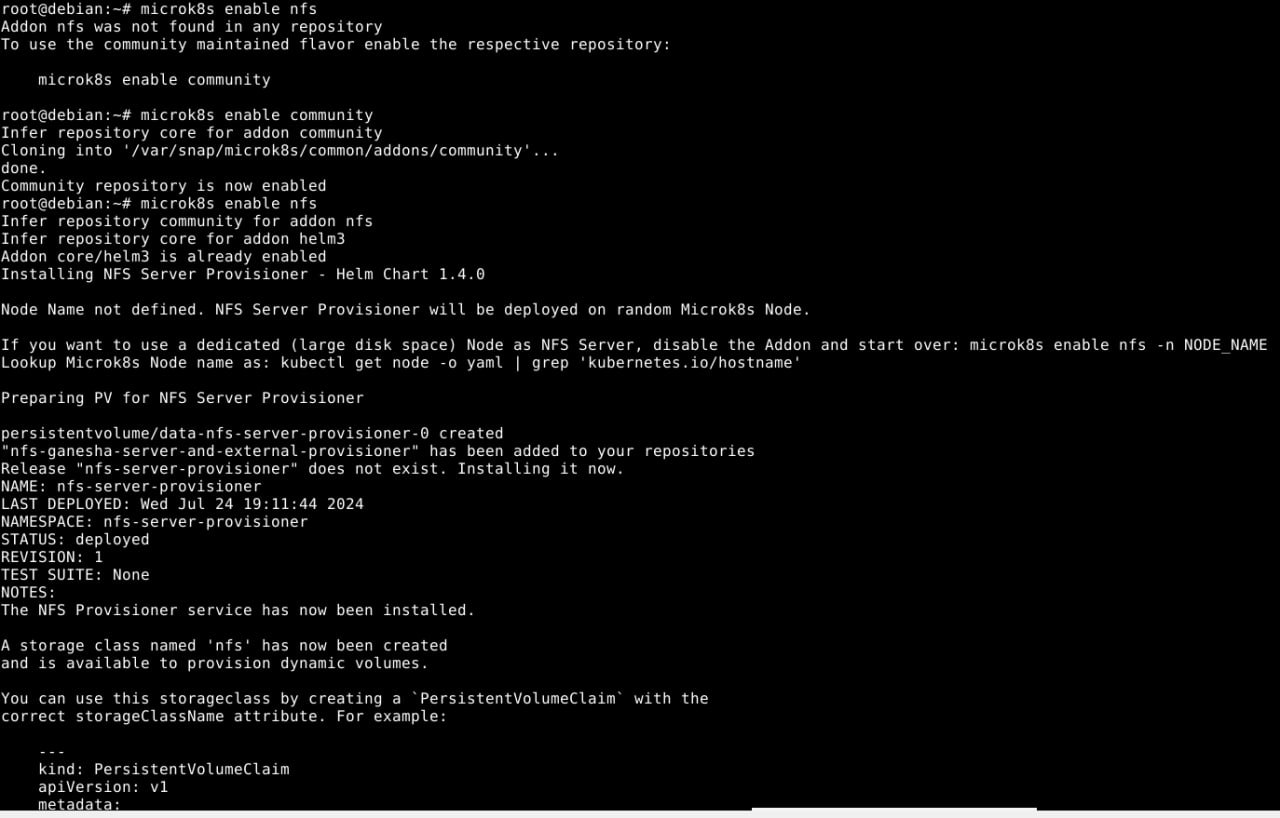 root@debian:~# microk8s enable nfs
Addon nfs was not found in any repository
To use the community maintained flavor enable the respective repository:
    microk8s enable community
root@debian:~# microk8s enable community
Infer repository core for addon community
Cloning into '/var/snap/microk8s/common/addons/community'...
done.
Community repository is now enabled
root@debian:~# microk8s enable nfs
Infer repository community for addon nfs
Infer repository core for addon helm3
Addon core/helm3 is already enabled
Installing NFS Server Provisioner - Helm Chart 1.4.0
Node Name not defined. NFS Server Provisioner will be deployed on random Microk8s Node.
If you want to use a dedicated (large disk space) Node as NFS Server, disable the Addon and start over: microk8s enable nfs -n NODE_NAME
Lookup Microk8s Node name as: kubectl get node -o yaml | grep 'kubernetes.io/hostname'
Preparing PV for NFS Server Provisioner
persistentvolume/data-nfs-server-provisioner-0 created
"nfs-ganesha-server-and-external-provisioner" has been added to your repositories
Release "nfs-server-provisioner" does not exist. Installing it now.
NAME: nfs-server-provisioner
LAST DEPLOYED: Wed Jul 24 19:11:44 2024
NAMESPACE: nfs-server-provisioner
STATUS: deployed
REVISION: 1
TEST SUITE: None
NOTES:
The NFS Provisioner service has now been installed.
A storage class named 'nfs' has now been created
and is available to provision dynamic volumes.
You can use this storageclass by creating a `PersistentVolumeClaim` with the
correct storageClassName attribute. For example:
    ---
    kind: PersistentVolumeClaim
    apiVersion: v1
    metadata: